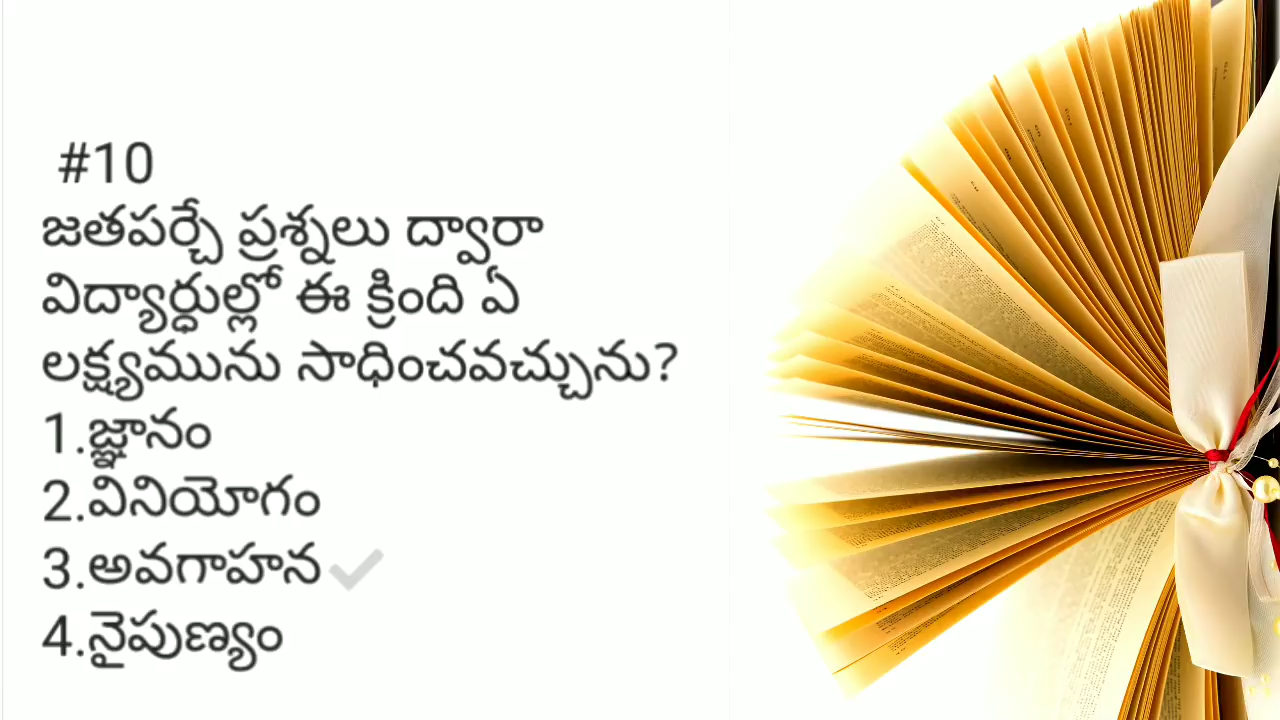 #10
జతపర్చే ప్రశ్నలు ద్వారా
విద్యార్ధుల్లో ఈ క్రింది ఏ
లక్ష్యమును సాధించవచ్చును?
1.జ్ఞానం
2.వినియోగం
3.అవగాహన✓
4.నైపుణ్యం